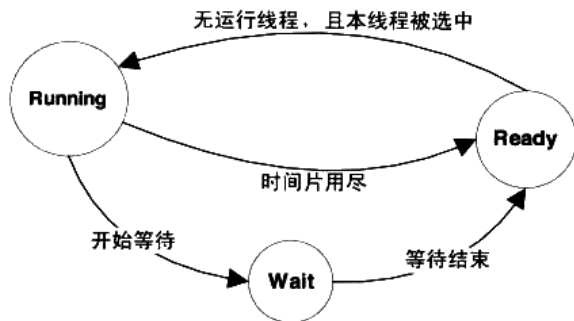 无运行线程，且本线程被选中
Running
Ready
时间片用尽
开始等待
等待结束
Wait